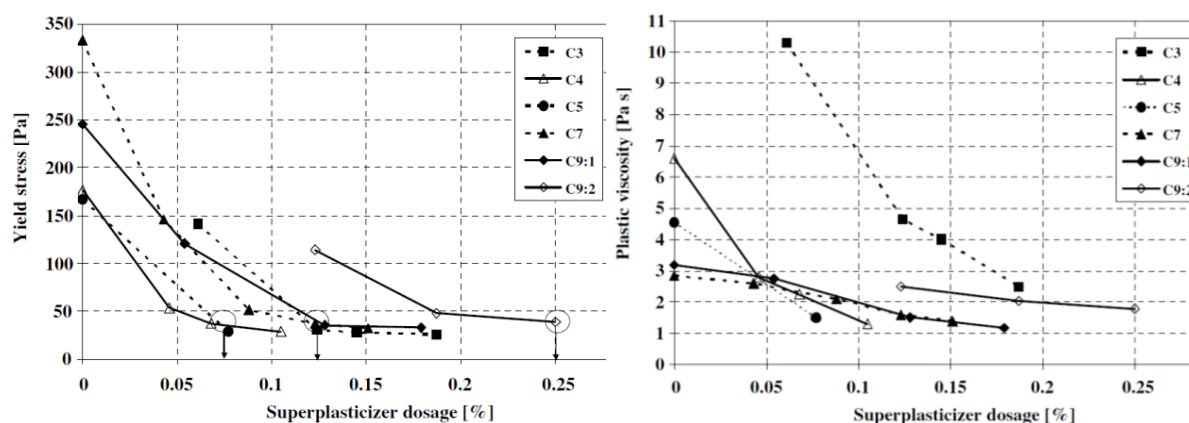 Yield stress [Pa]
350
300
250
200
150
100
50
0
0 0.05 0.1 0.15 0.2 0.25
Superplasticizer dosage [%]
C3
C4
C5
C7
C9:1
C9:2
Plastic viscosity [Pa s]
11
10
9
8
7
6
5
4
3
2
1
0
0 0.05 0.1 0.15 0.2 0.25
Superplasticizer dosage [%]
C3
C4
C5
C7
C9:1
C9:2